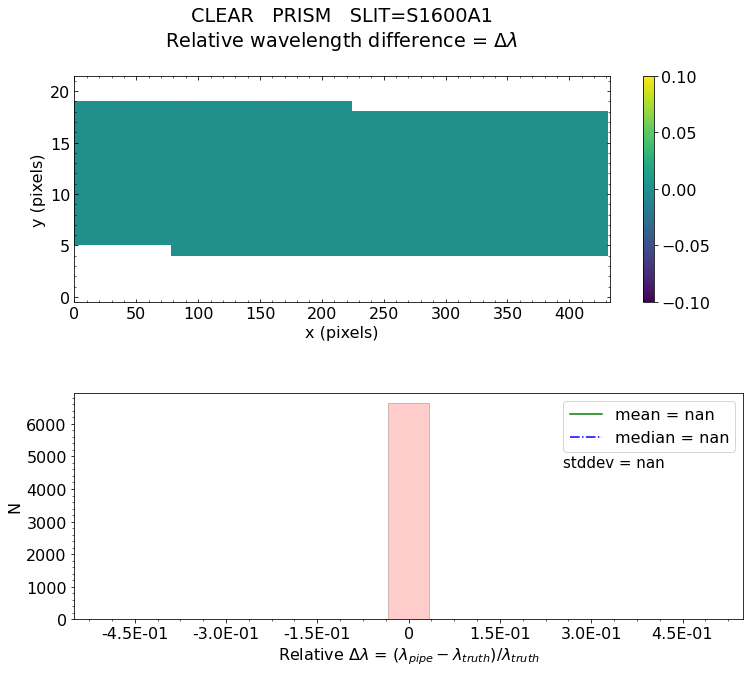 CLEAR PRISM SLIT=S1600A1
Relative wavelength difference = Δλ
20
15
10
5
0
y (pixels)
0 50 100 150 200 250 300 350 400
x (pixels)
0.10
0.05
0.00
−0.05
−0.10
6000
5000
4000
3000
2000
1000
0
N
mean = nan
median = nan
stddev = nan
-4.5E-01 -3.0E-01 -1.5E-01 0 1.5E-01 3.0E-01 4.5E-01
Relative Δλ = (λpipe − λtruth)/λtruth